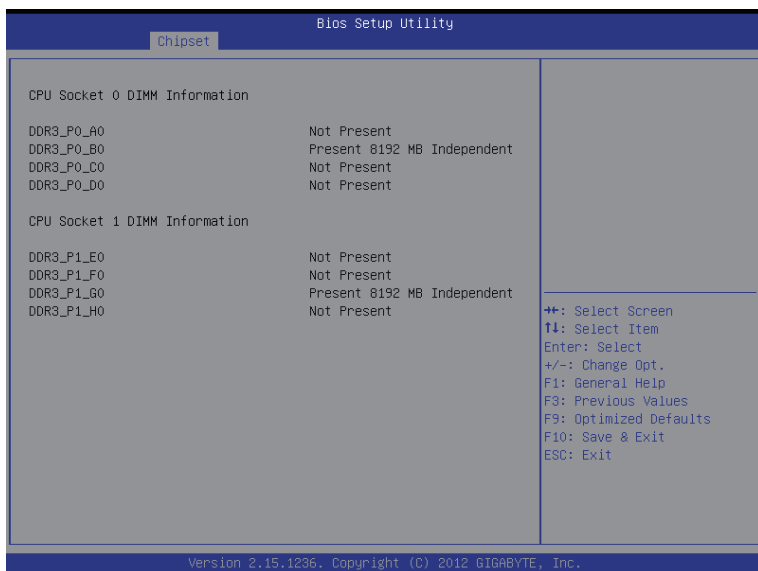 Bios Setup Utility
Chipset
CPU Socket 0 DIMM Information
DDR3_P0_A0 Not Present
DDR3_P0_B0 Present 8192 MB Independent
DDR3_P0_C0 Not Present
DDR3_P0_D0 Not Present
CPU Socket 1 DIMM Information
DDR3_P1_E0 Not Present
DDR3_P1_F0 Not Present
DDR3_P1_G0 Present 8192 MB Independent
DDR3_P1_H0 Not Present
→←: Select Screen
↑↓: Select Item
Enter: Select
+/-: Change Opt.
F1: General Help
F3: Previous Values
F9: Optimized Defaults
F10: Save & Exit
ESC: Exit
Version 2.15.1236. Copyright (C) 2012 GIGABYTE, Inc.